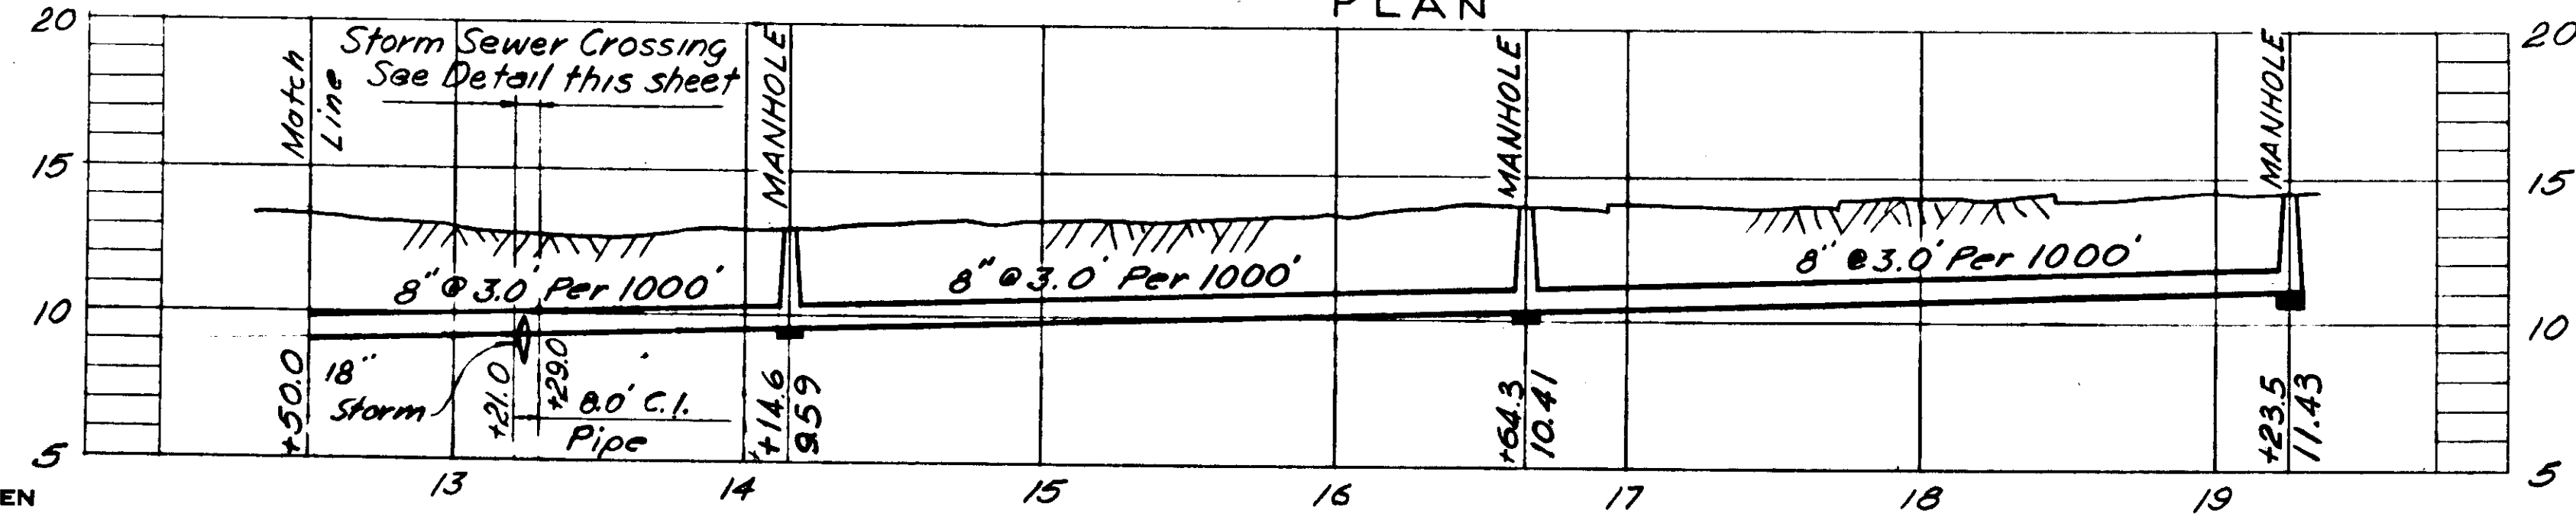 PLAN
20
20
Storm Sewer Crossing
See Detail this sheet
Match
Line
MANHOLE
MANHOLE
MANHOLE
15
15
8" @ 3.0' Per 1000'
8" @ 3.0' Per 1000'
8" @ 3.0' Per 1000'
10
10
18"
Storm
+50.0
+21.0
+29.0
8.0' C.I.
Pipe
+14.6
9.59
+64.3
10.41
+23.5
11.43
5
5
EN
13
14
15
16
17
18
19